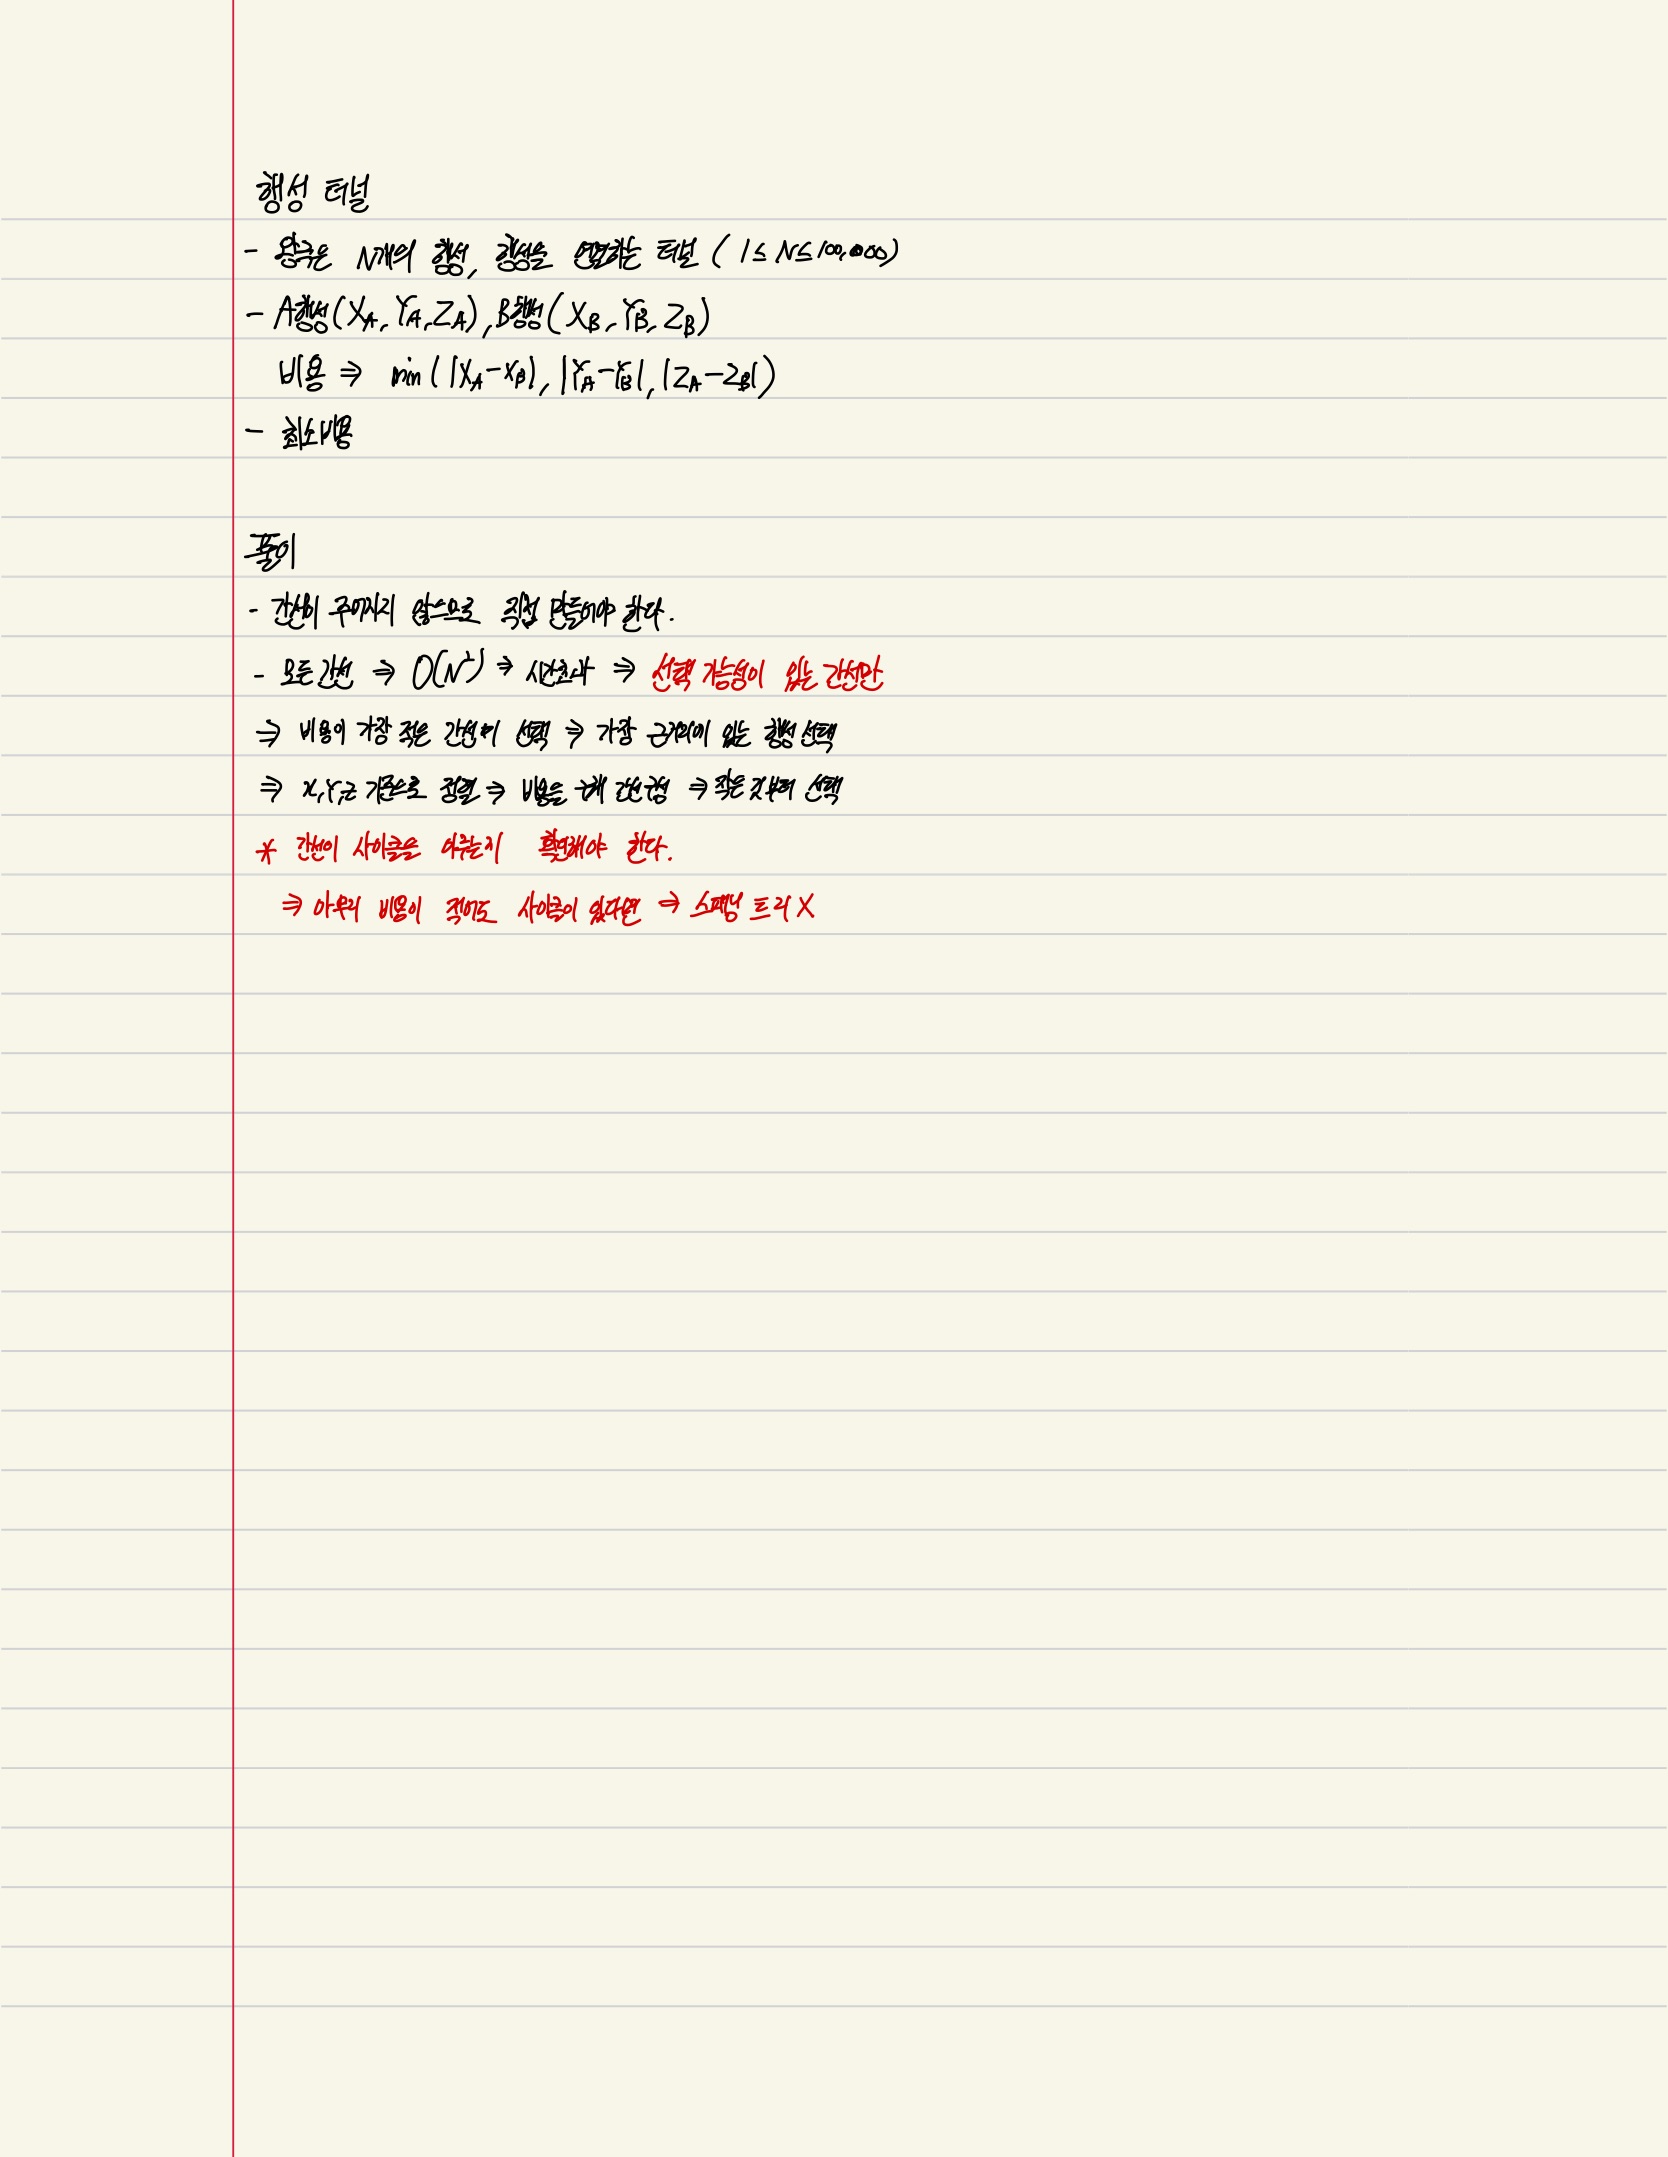 행성 터널
- 왕국은 N개의 행성, 행성을 연결하는 터널 ( 1 ≤ N ≤ 100,000)
- A행성(X_A, Y_A, Z_A), B행성(X_B, Y_B, Z_B)
비용 ⇒ min(|X_A-X_B|, |Y_A-Y_B|, |Z_A-Z_B|)
- 최소비용
풀이
- 간선이 주어지지 않으므로 직접 만들어야 한다.
- 모든 간선 ⇒ O(N²) ⇒ 시간초과 ⇒ 선택 가능성이 있는 간선만
⇒ 비용이 가장 적은 간선 선택 ⇒ 가장 근거리에 있는 행성 선택
⇒ X,Y,Z 기준으로 정렬 ⇒ 비용을 구해 간선 ⇒ 작은 것부터 선택
* 간선이 사이클을 이루는지 확인해야 한다.
⇒ 아무리 비용이 적어도 사이클이 있다면 ⇒ 스패닝 트리 X